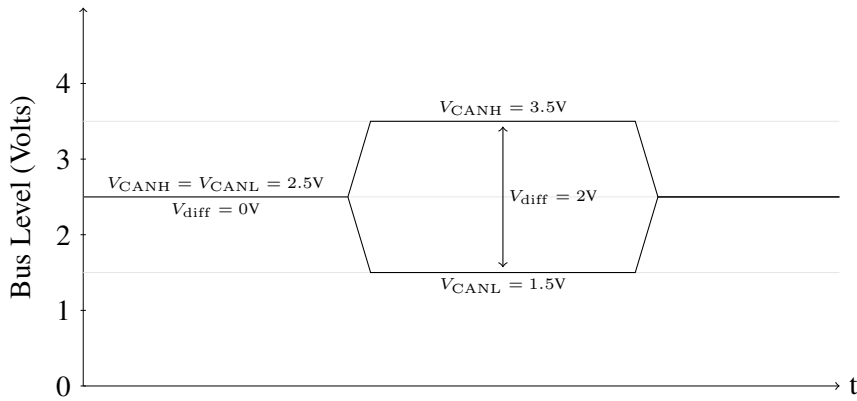 4
V_CANH = 3.5V
3
V_CANH = V_CANL = 2.5V
V_diff = 0V
V_diff = 2V
2
V_CANL = 1.5V
1
0
t
Bus Level (Volts)